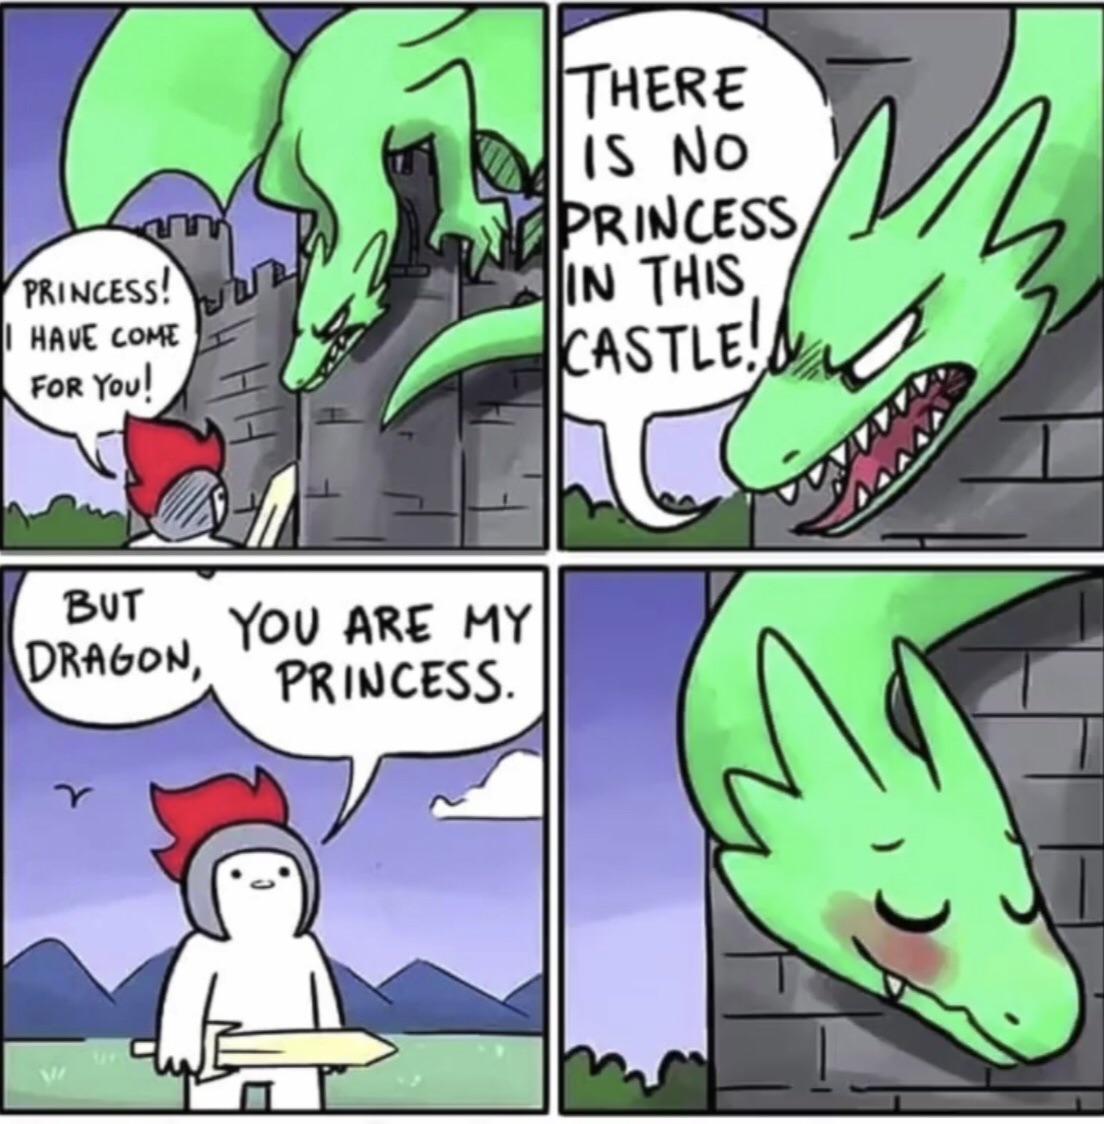 PRINCESS!
I HAVE COME
FOR YOU!
THERE
IS NO
PRINCESS
IN THIS
CASTLE!
BUT
DRAGON,
YOU ARE MY
PRINCESS.